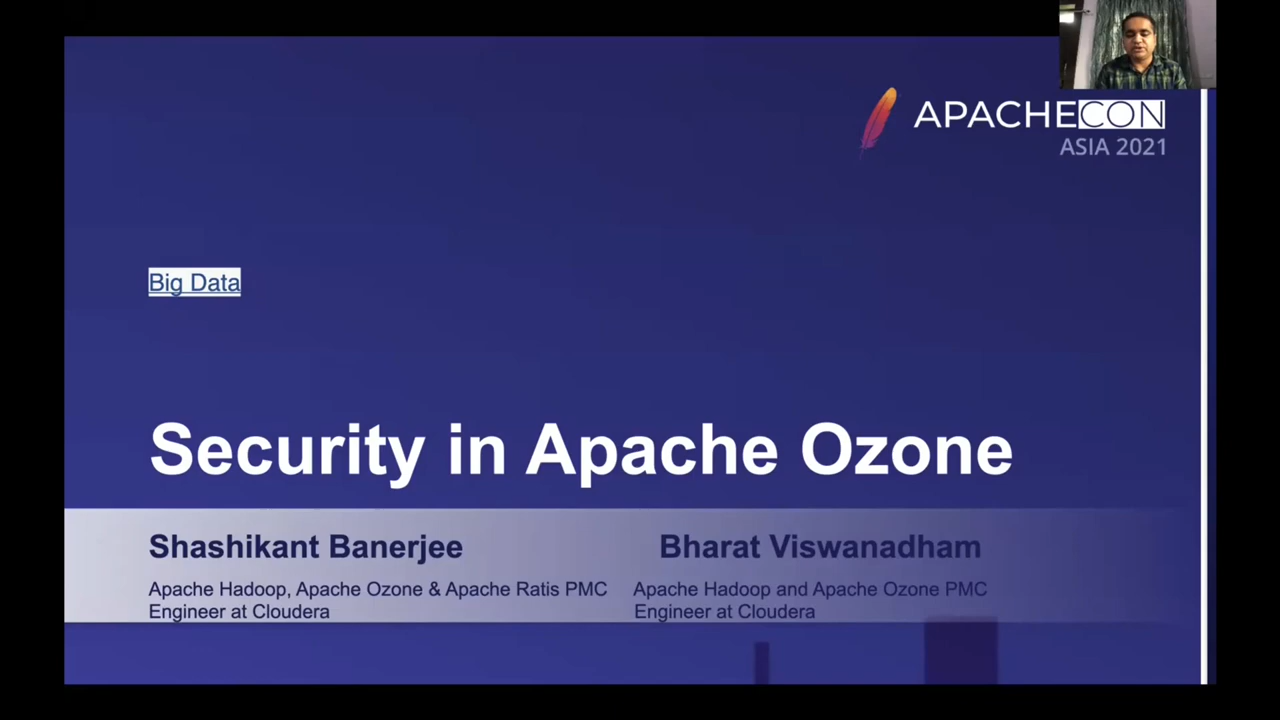 APACHECON
ASIA 2021
Big Data
Security in Apache Ozone
Shashikant Banerjee
Apache Hadoop, Apache Ozone & Apache Ratis PMC
Engineer at Cloudera
Bharat Viswanadham
Apache Hadoop and Apache Ozone PMC
Engineer at Cloudera